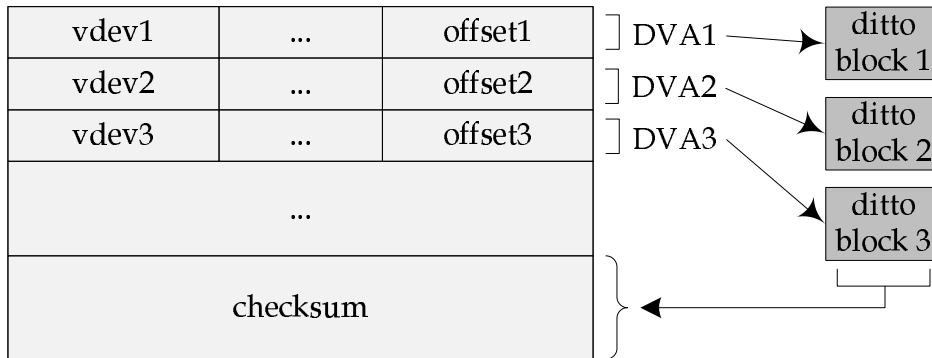 vdev1 ... offset1 DVA1 ditto block 1
vdev2 ... offset2 DVA2 ditto block 2
vdev3 ... offset3 DVA3 ditto block 3
...
checksum